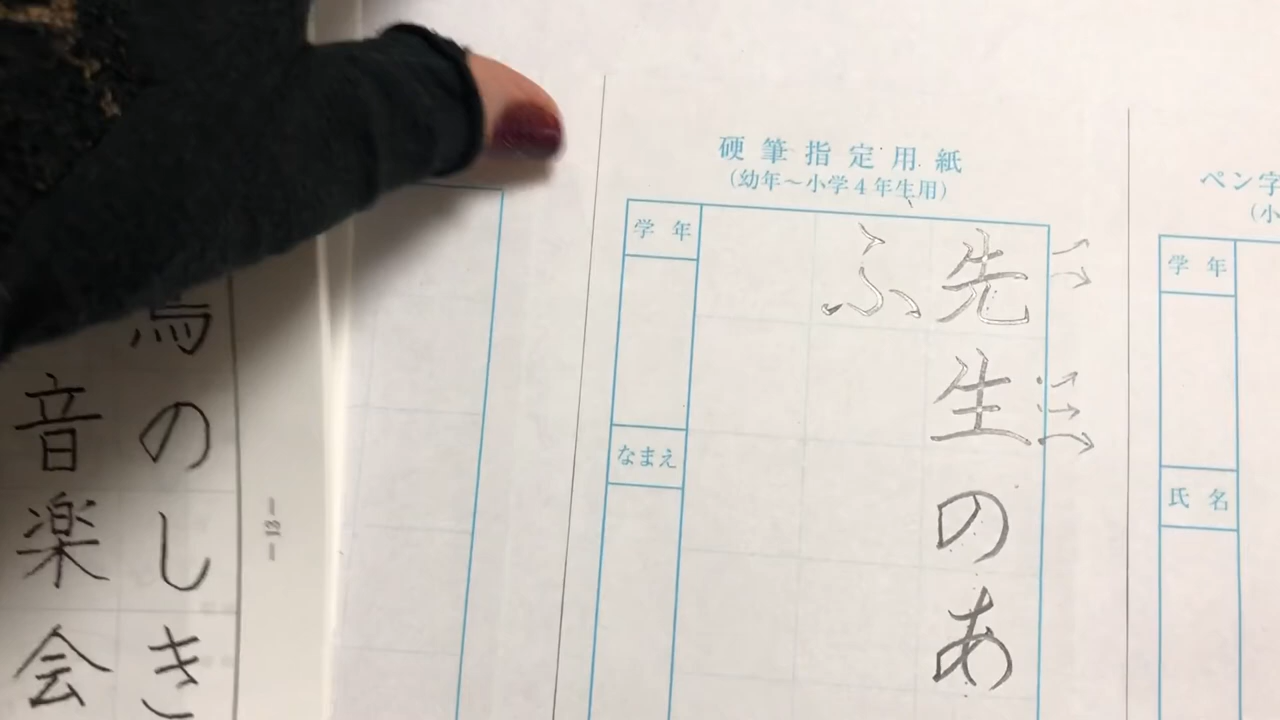 硬筆指定用紙
(幼年～小学4年生用)
学年
なまえ
先生のあ
ふ
ペン字
(小
学年
氏名
のしき
音楽会
－13－